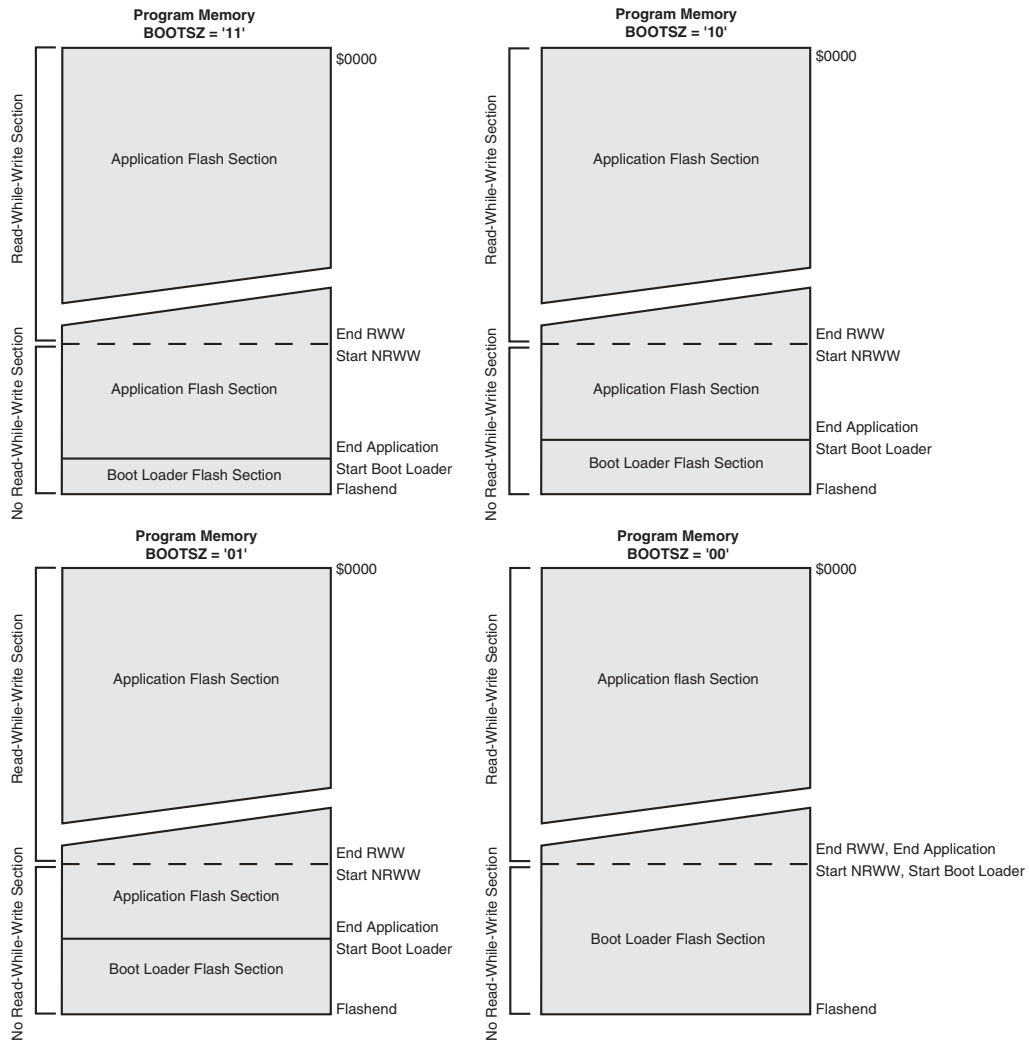 Program Memory
BOOTSZ = '11'
$0000
Read-While-Write Section
Application Flash Section
End RWW
Start NRWW
No Read-While-Write Section
Application Flash Section
End Application
Start Boot Loader
Boot Loader Flash Section
Flashend
Program Memory
BOOTSZ = '10'
$0000
Read-While-Write Section
Application Flash Section
End RWW
Start NRWW
No Read-While-Write Section
Application Flash Section
End Application
Start Boot Loader
Boot Loader Flash Section
Flashend
Program Memory
BOOTSZ = '01'
$0000
Read-While-Write Section
Application Flash Section
End RWW
Start NRWW
No Read-While-Write Section
Application Flash Section
End Application
Start Boot Loader
Boot Loader Flash Section
Flashend
Program Memory
BOOTSZ = '00'
$0000
Read-While-Write Section
Application flash Section
End RWW, End Application
Start NRWW, Start Boot Loader
No Read-While-Write Section
Boot Loader Flash Section
Flashend